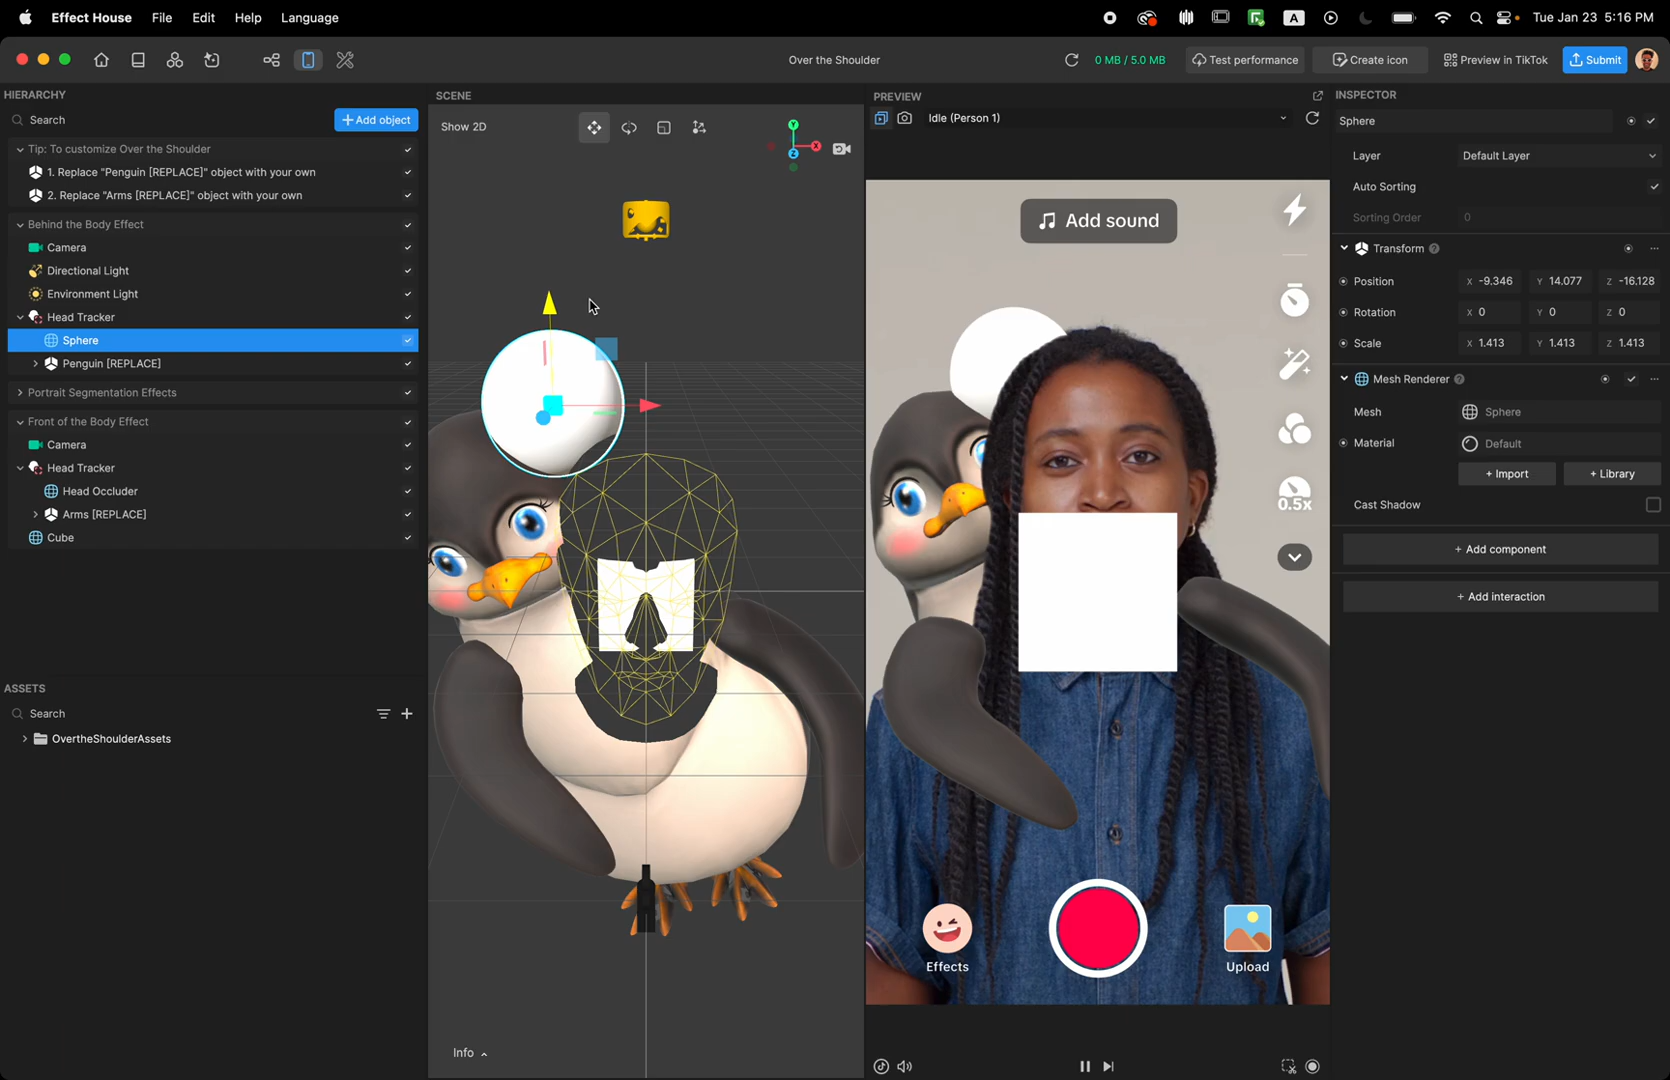 Effect House File Edit Help Language
A Tue Jan 23 5:16 PM
Over the Shoulder
0 MB / 5.0 MB Test performance Create icon Preview in TikTok Submit
HIERARCHY
Search +Add object
Tip: To customize Over the Shoulder
1. Replace "Penguin [REPLACE]" object with your own
2. Replace "Arms [REPLACE]" object with your own
Behind the Body Effect
Camera
Directional Light
Environment Light
Head Tracker
Sphere
Penguin [REPLACE]
Portrait Segmentation Effects
Front of the Body Effect
Camera
Head Tracker
Head Occluder
Arms [REPLACE]
Cube
ASSETS
Search
OvertheShoulderAssets
SCENE
Show 2D
Y
X
Z
Info
PREVIEW
Idle (Person 1)
Add sound
0.5x
Effects
Upload
INSPECTOR
Sphere
Layer Default Layer
Auto Sorting
Sorting Order 0
Transform
Position X -9.346 Y 14.077 Z -16.128
Rotation X 0 Y 0 Z 0
Scale X 1.413 Y 1.413 Z 1.413
Mesh Renderer
Mesh Sphere
Material Default
+ Import + Library
Cast Shadow
+ Add component
+ Add interaction